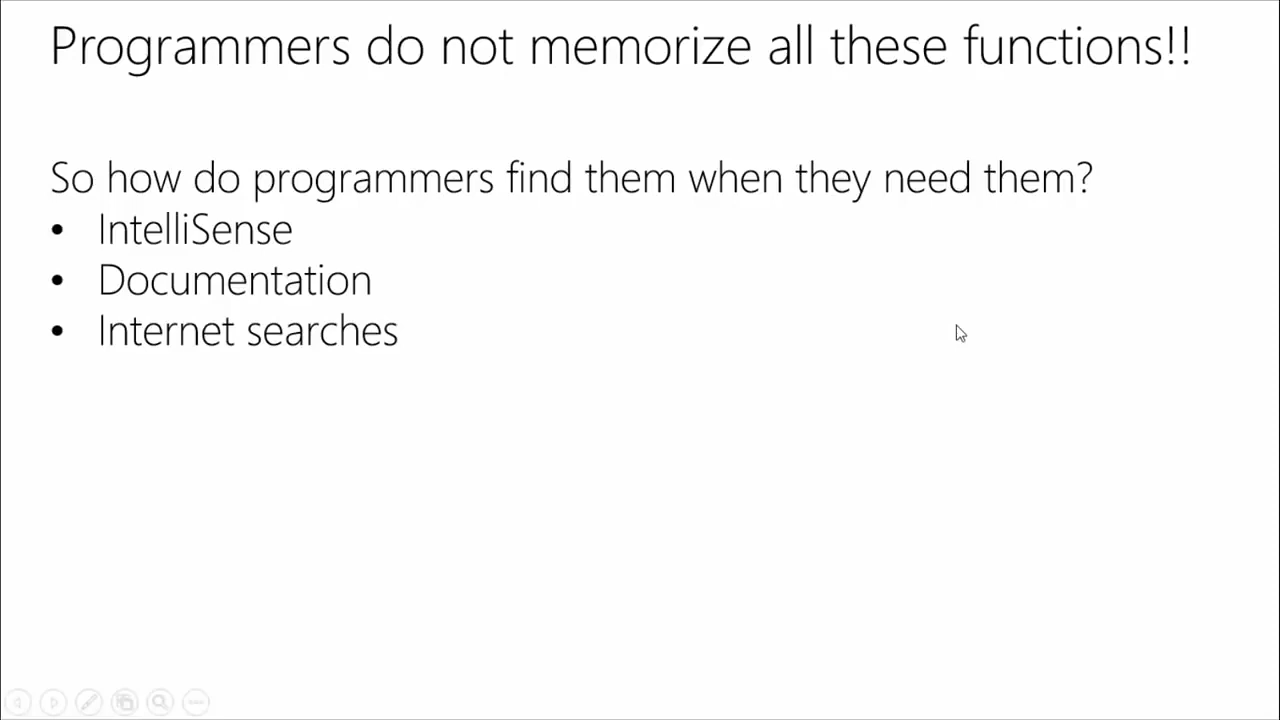 Programmers do not memorize all these functions!!
So how do programmers find them when they need them?
• IntelliSense
• Documentation
• Internet searches